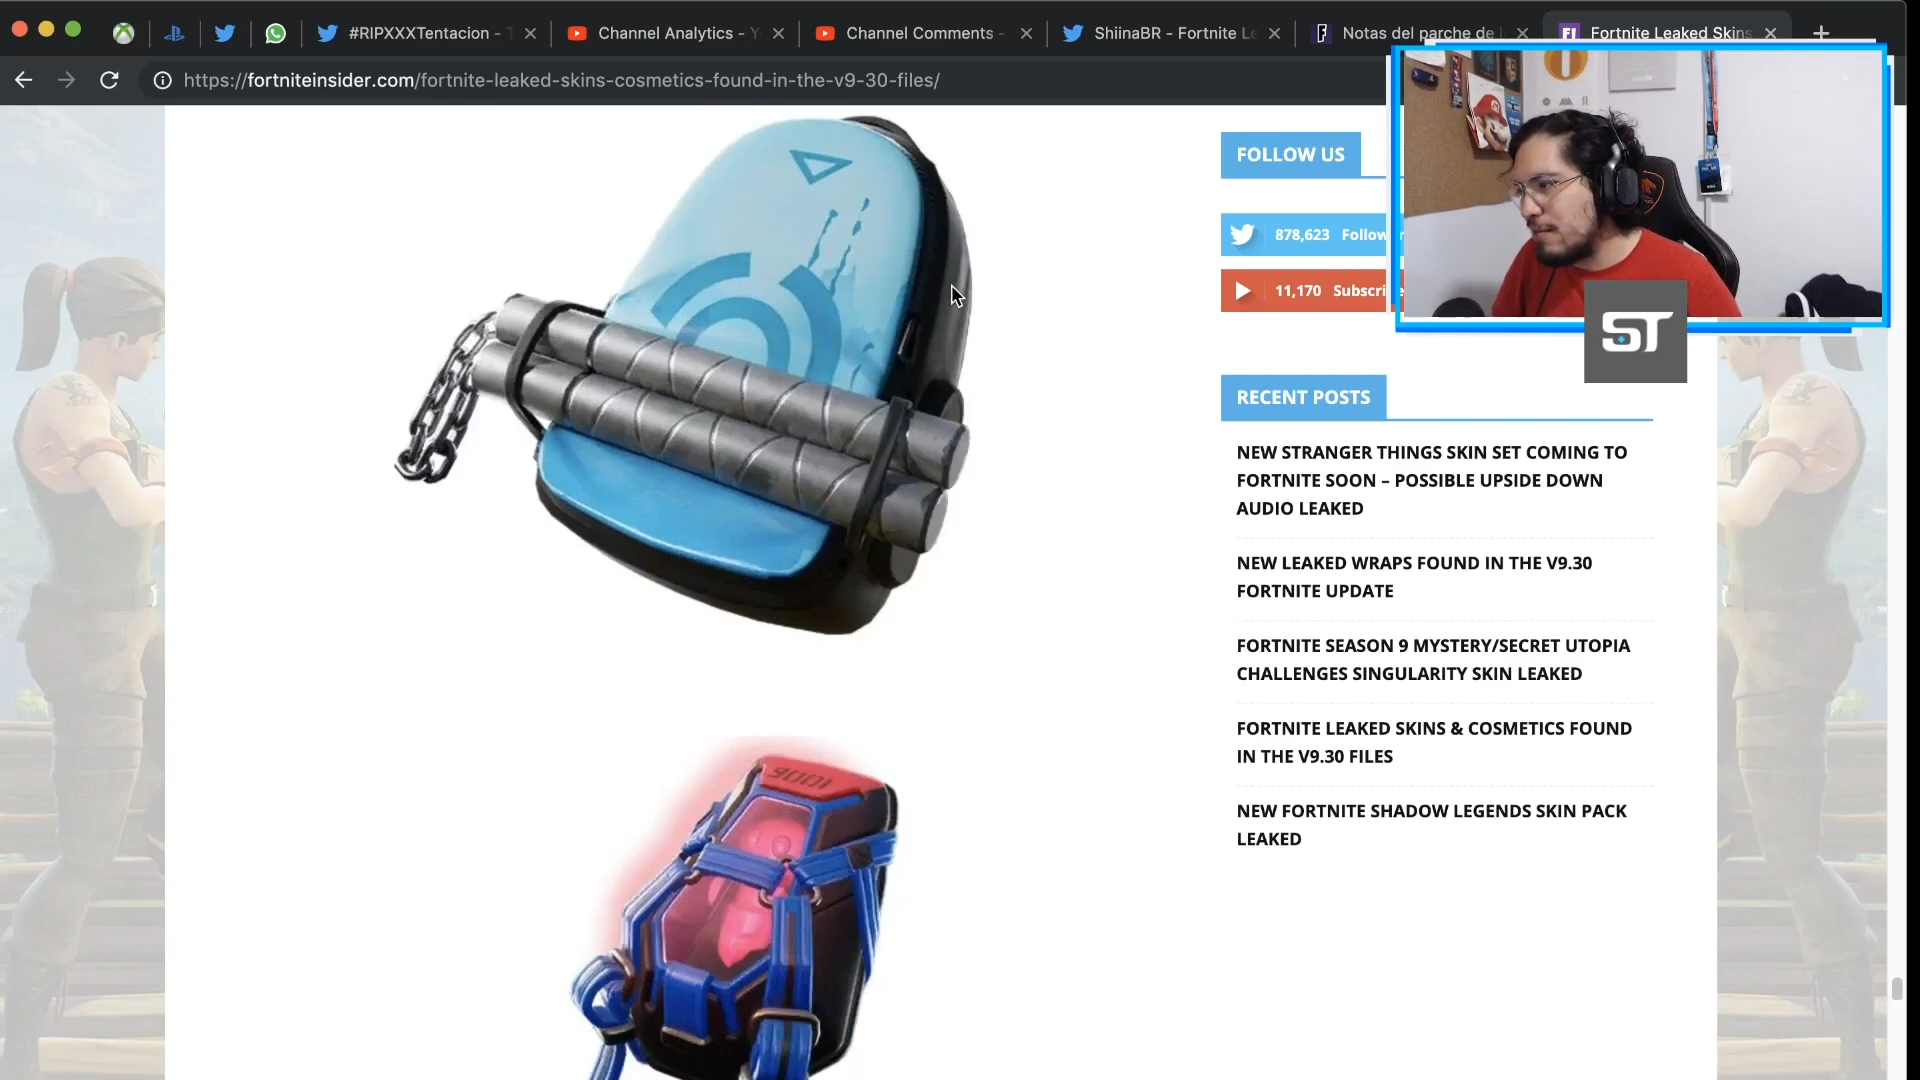 #RIPXXXTentacion -
Channel Analytics -
Channel Comments -
ShiinaBR - Fortnite Le
Notas del parche de
Fortnite Leaked Skins
https://fortniteinsider.com/fortnite-leaked-skins-cosmetics-found-in-the-v9-30-files/
FOLLOW US
878,623 Follow
11,170 Subscri
ST
RECENT POSTS
NEW STRANGER THINGS SKIN SET COMING TO
FORTNITE SOON – POSSIBLE UPSIDE DOWN
AUDIO LEAKED
NEW LEAKED WRAPS FOUND IN THE V9.30
FORTNITE UPDATE
FORTNITE SEASON 9 MYSTERY/SECRET UTOPIA
CHALLENGES SINGULARITY SKIN LEAKED
FORTNITE LEAKED SKINS & COSMETICS FOUND
IN THE V9.30 FILES
NEW FORTNITE SHADOW LEGENDS SKIN PACK
LEAKED